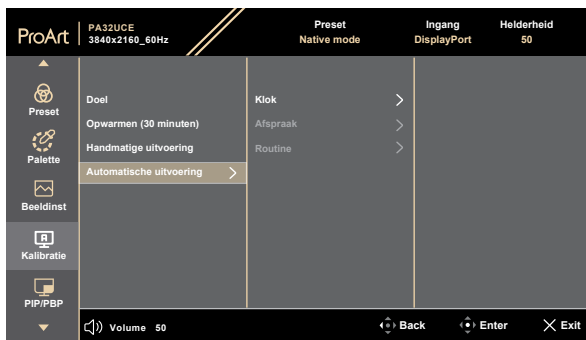 ProArt
PA32UCE
3840x2160_60Hz
Preset
Native mode
Ingang
DisplayPort
Helderheid
50
Preset
Palette
Beeldinst
Kalibratie
PIP/PBP
Doel
Opwarmen (30 minuten)
Handmatige uitvoering
Automatische uitvoering
Klok
Afspraak
Routine
Volume 50
Back
Enter
Exit